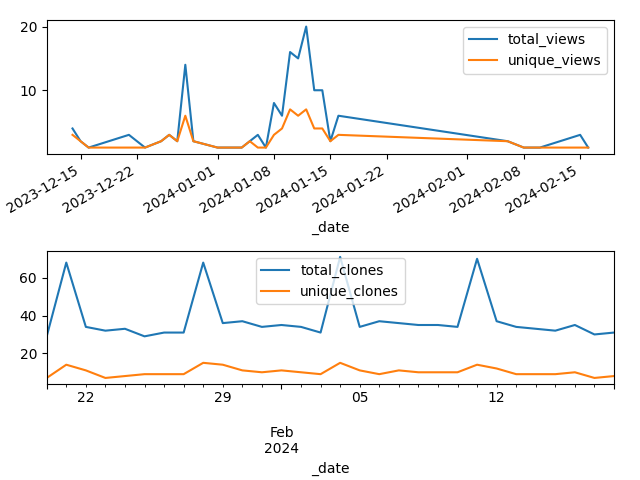 20
10
total_views
unique_views
2023-12-15
2023-12-22
2024-01-01
2024-01-08
2024-01-15
2024-01-22
2024-02-01
2024-02-08
2024-02-15
_date
60
40
20
total_clones
unique_clones
22
29
05
12
Feb
2024
_date